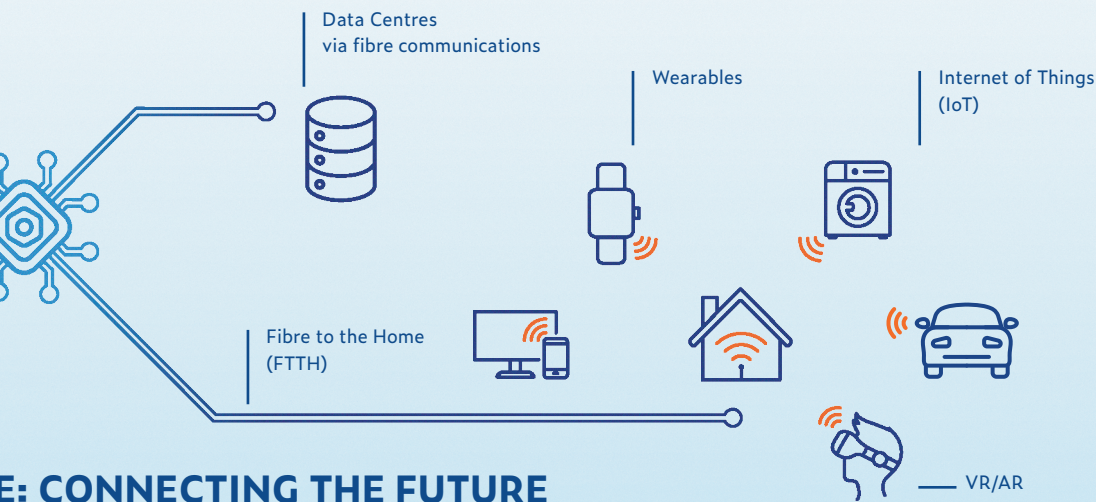 Data Centres
via fibre communications
Wearables
Internet of Things
(IoT)
Fibre to the Home
(FTTH)
VR/AR
E: CONNECTING THE FUTURE